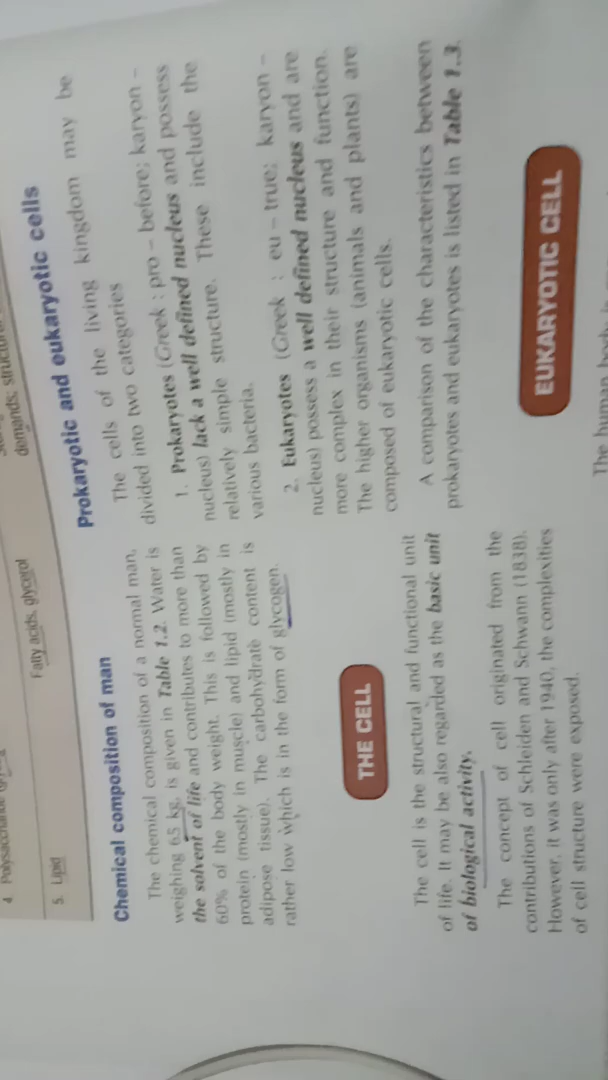 4. Polysaccharide
5. Lipid
Fatty acids, glycerol
demands; structural
Chemical composition of man
The chemical composition of a normal man,
weighing 65 kg, is given in Table 1.2. Water is
the solvent of life and contributes to more than
60% of the body weight. This is followed by
protein (mostly in muscle) and lipid (mostly in
adipose tissue). The carbohydrate content is
rather low which is in the form of glycogen.
THE CELL
The cell is the structural and functional unit
of life. It may be also regarded as the basic unit
of biological activity.
The concept of cell originated from the
contributions of Schleiden and Schwann (1838).
However, it was only after 1940, the complexities
of cell structure were exposed.
Prokaryotic and eukaryotic cells
The cells of the living kingdom may be
divided into two categories
1. Prokaryotes (Greek : pro – before; karyon –
nucleus) lack a well defined nucleus and possess
relatively simple structure. These include the
various bacteria.
2. Eukaryotes (Greek : eu – true; karyon –
nucleus) possess a well defined nucleus and are
more complex in their structure and function.
The higher organisms (animals and plants) are
composed of eukaryotic cells.
A comparison of the characteristics between
prokaryotes and eukaryotes is listed in Table 1.3.
EUKARYOTIC CELL
The human body